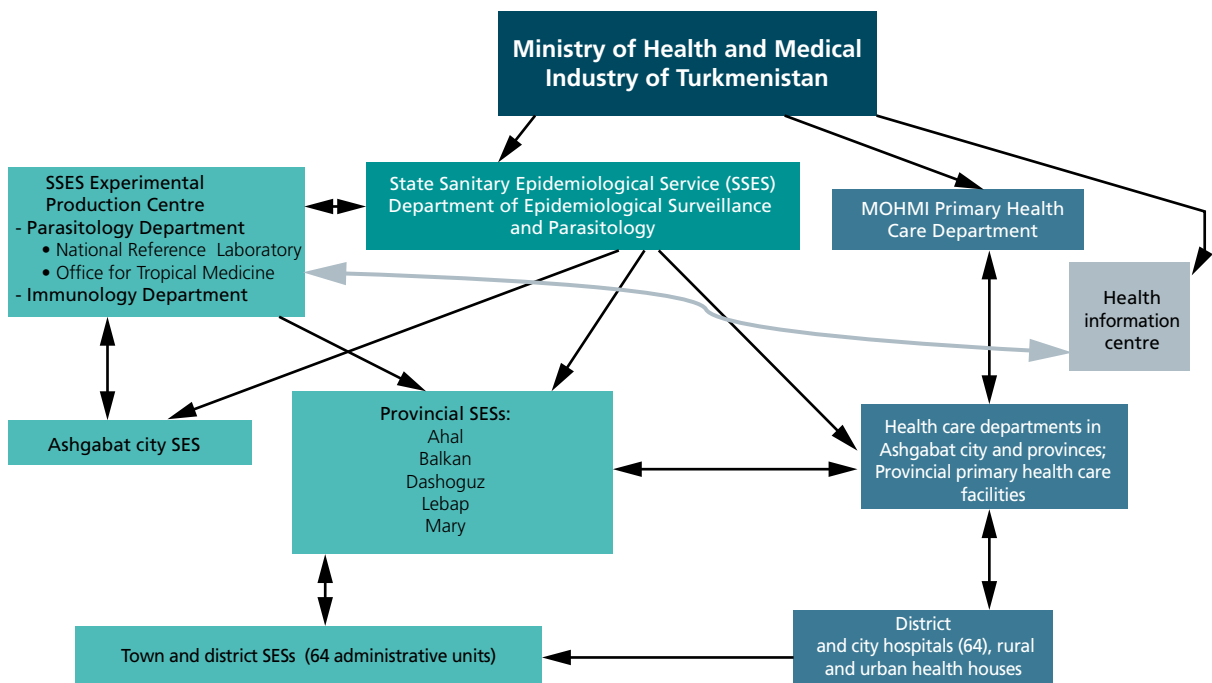 Ministry of Health and Medical
Industry of Turkmenistan
SSES Experimental
Production Centre
- Parasitology Department
• National Reference Laboratory
• Office for Tropical Medicine
- Immunology Department
State Sanitary Epidemiological Service (SSES)
Department of Epidemiological Surveillance
and Parasitology
MOHMI Primary Health
Care Department
Health
information
centre
Ashgabat city SES
Provincial SESs:
Ahal
Balkan
Dashoguz
Lebap
Mary
Health care departments in
Ashgabat city and provinces;
Provincial primary health care
facilities
Town and district SESs (64 administrative units)
District
and city hospitals (64), rural
and urban health houses